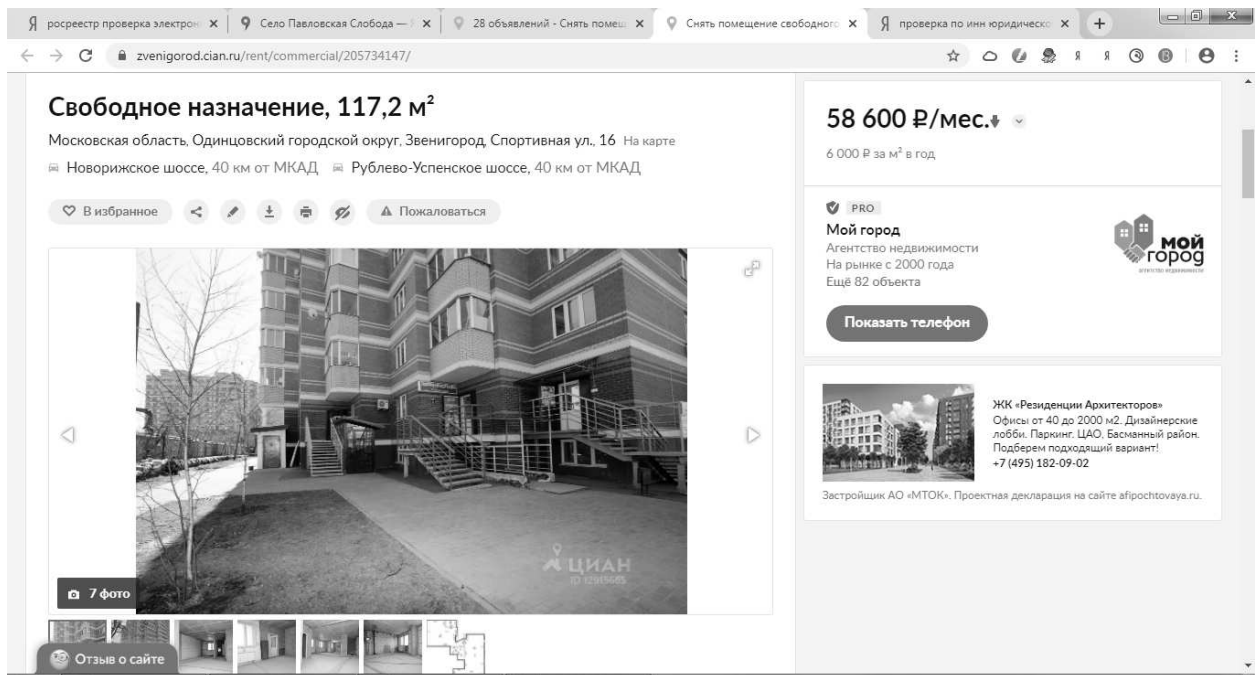 росреестр проверка электрон
Село Павловская Слобода —
28 объявлений - Снять помещ
Снять помещение свободного
проверка по инн юридическо
zvenigorod.cian.ru/rent/commercial/205734147/
Свободное назначение, 117,2 м²
Московская область, Одинцовский городской округ, Звенигород, Спортивная ул., 16 На карте
Новорижское шоссе, 40 км от МКАД Рублево-Успенское шоссе, 40 км от МКАД
В избранное
Пожаловаться
ЦИАН
ID 12915665
7 фото
Отзыв о сайте
58 600 ₽/мес.
6 000 ₽ за м² в год
PRO
Мой город
Агентство недвижимости
На рынке с 2000 года
Ещё 82 объекта
МОЙ
город
агентство недвижимости
Показать телефон
ЖК «Резиденции Архитекторов»
Офисы от 40 до 2000 м2. Дизайнерские
лобби. Паркинг. ЦАО, Басманный район.
Подберем подходящий вариант!
+7 (495) 182-09-02
Застройщик АО «МТОК». Проектная декларация на сайте afipochtovaya.ru.